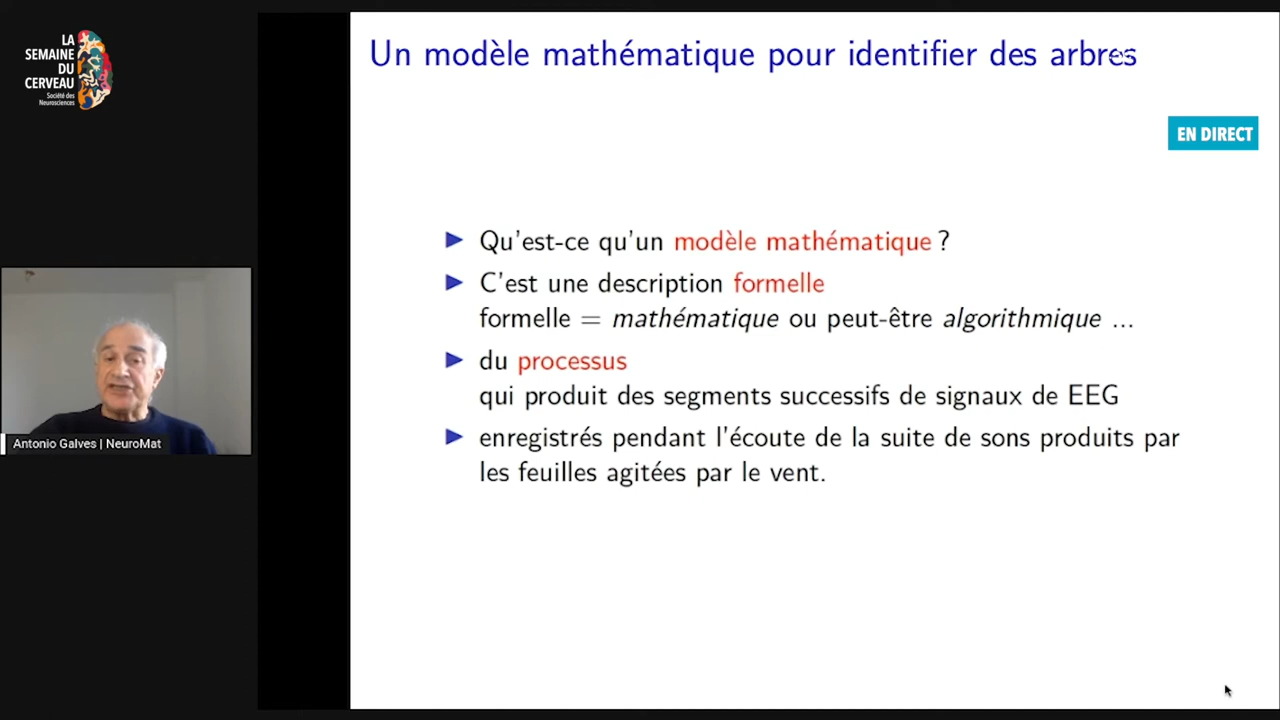 LA
SEMAINE
DU
CERVEAU
Société des
Neurosciences
Un modèle mathématique pour identifier des arbres
EN DIRECT
Qu'est-ce qu'un modèle mathématique ?
C'est une description formelle
formelle = mathématique ou peut-être algorithmique ...
du processus
qui produit des segments successifs de signaux de EEG
enregistrés pendant l'écoute de la suite de sons produits par
les feuilles agitées par le vent.
Antonio Galves | NeuroMat